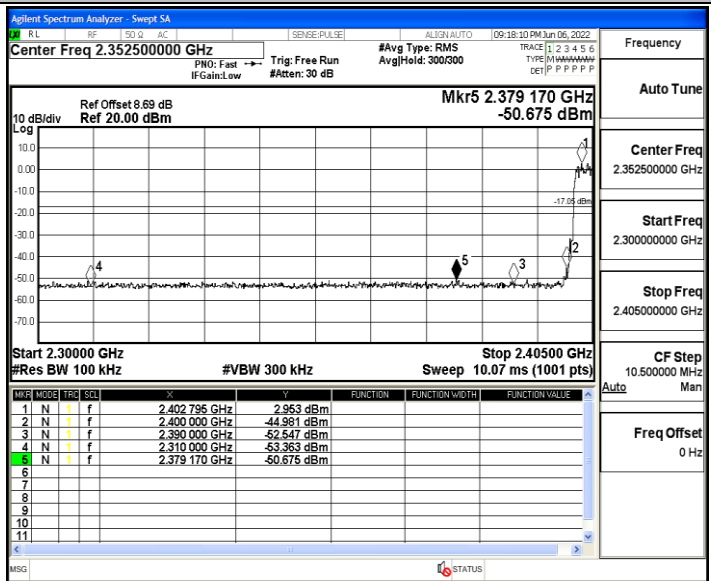 Agilent Spectrum Analyzer - Swept SA
LXI RL RF 50 Ω AC SENSE:PULSE ALIGN AUTO 09:18:10 PM Jun 06, 2022
Center Freq 2.352500000 GHz
PNO: Fast
IFGain:Low
Trig: Free Run
#Atten: 30 dB
#Avg Type: RMS
Avg|Hold: 300/300
TRACE 1 2 3 4 5 6
TYPE M W W W W W
DET P P P P P P
Frequency
Auto Tune
Center Freq
2.352500000 GHz
Start Freq
2.300000000 GHz
Stop Freq
2.405000000 GHz
CF Step
10.500000 MHz
Auto Man
Freq Offset
0 Hz
Ref Offset 8.69 dB
10 dB/div Ref 20.00 dBm
Mkr5 2.379 170 GHz
-50.675 dBm
Log
10.0
0.00
-10.0
-20.0
-30.0
-40.0
-50.0
-60.0
-70.0
1
-17.05 dBm
2
3
4
5
Start 2.30000 GHz Stop 2.40500 GHz
#Res BW 100 kHz #VBW 300 kHz Sweep 10.07 ms (1001 pts)
MKR MODE TRC SCL X Y FUNCTION FUNCTION WIDTH FUNCTION VALUE
1 N 1 f 2.402 795 GHz 2.953 dBm
2 N 1 f 2.400 000 GHz -44.981 dBm
3 N 1 f 2.390 000 GHz -52.547 dBm
4 N 1 f 2.310 000 GHz -53.363 dBm
5 N 1 f 2.379 170 GHz -50.675 dBm
6
7
8
9
10
11
MSG STATUS